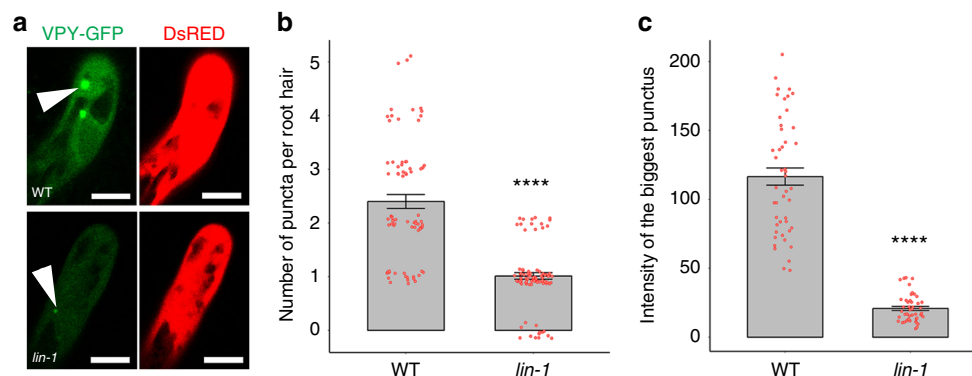 a
VPY-GFP
DsRED
WT
lin-1
b
Number of puncta per root hair
5
4
3
2
1
0
****
WT
lin-1
c
Intensity of the biggest punctus
200
150
100
50
0
****
WT
lin-1